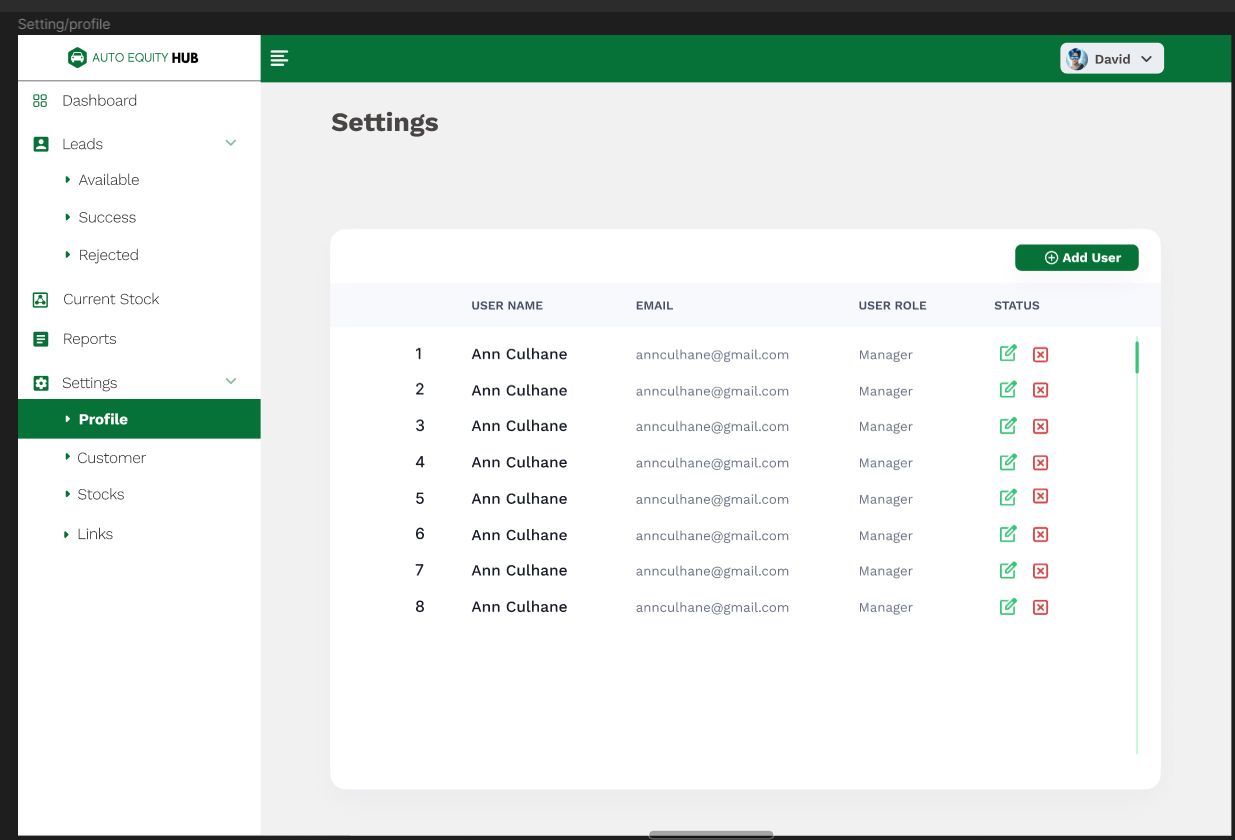 Setting/profile
AUTO EQUITY HUB
David
Dashboard
Leads
Available
Success
Rejected
Current Stock
Reports
Settings
Profile
Customer
Stocks
Links
Settings
Add User
USER NAME EMAIL USER ROLE STATUS
1 Ann Culhane annculhane@gmail.com Manager
2 Ann Culhane annculhane@gmail.com Manager
3 Ann Culhane annculhane@gmail.com Manager
4 Ann Culhane annculhane@gmail.com Manager
5 Ann Culhane annculhane@gmail.com Manager
6 Ann Culhane annculhane@gmail.com Manager
7 Ann Culhane annculhane@gmail.com Manager
8 Ann Culhane annculhane@gmail.com Manager